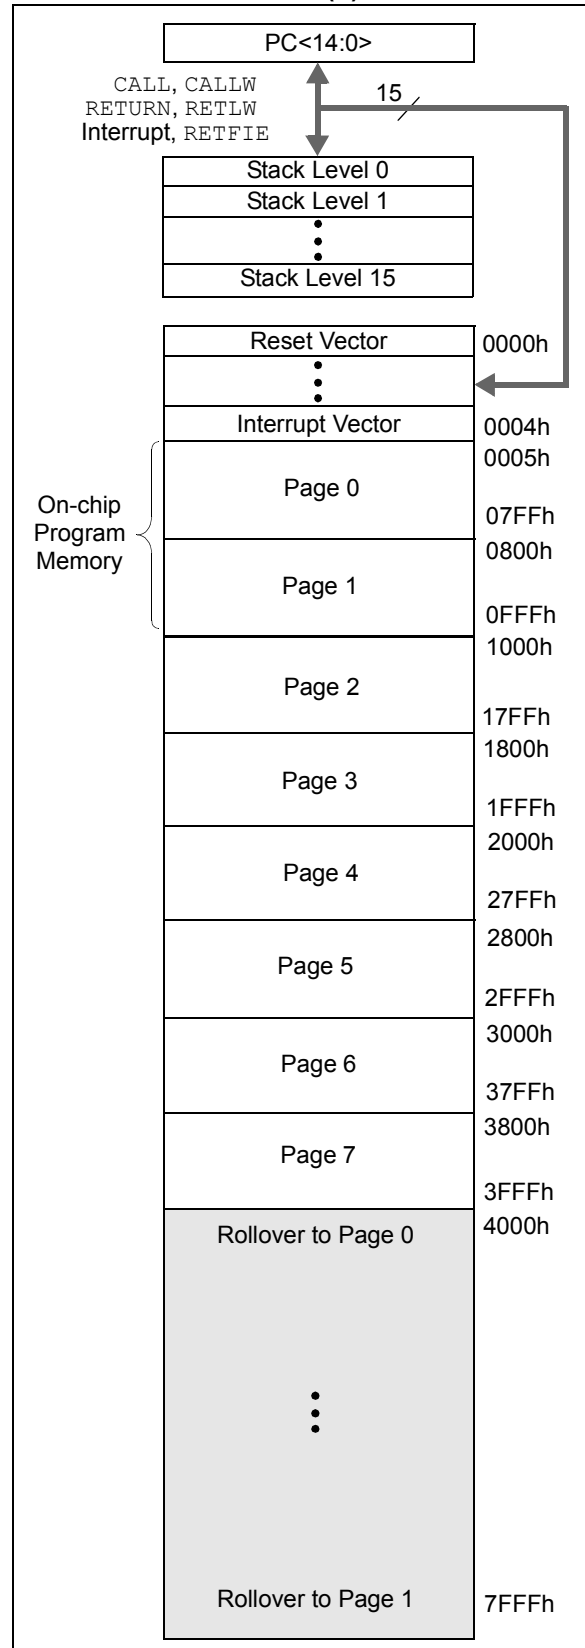 PC<14:0>
CALL, CALLW
RETURN, RETLW
Interrupt, RETFIE
15
Stack Level 0
Stack Level 1
Stack Level 15
Reset Vector
0000h
Interrupt Vector
0004h
0005h
On-chip
Program
Memory
Page 0
07FFh
0800h
Page 1
0FFFh
1000h
Page 2
17FFh
1800h
Page 3
1FFFh
2000h
Page 4
27FFh
2800h
Page 5
2FFFh
3000h
Page 6
37FFh
3800h
Page 7
3FFFh
4000h
Rollover to Page 0
Rollover to Page 1
7FFFh